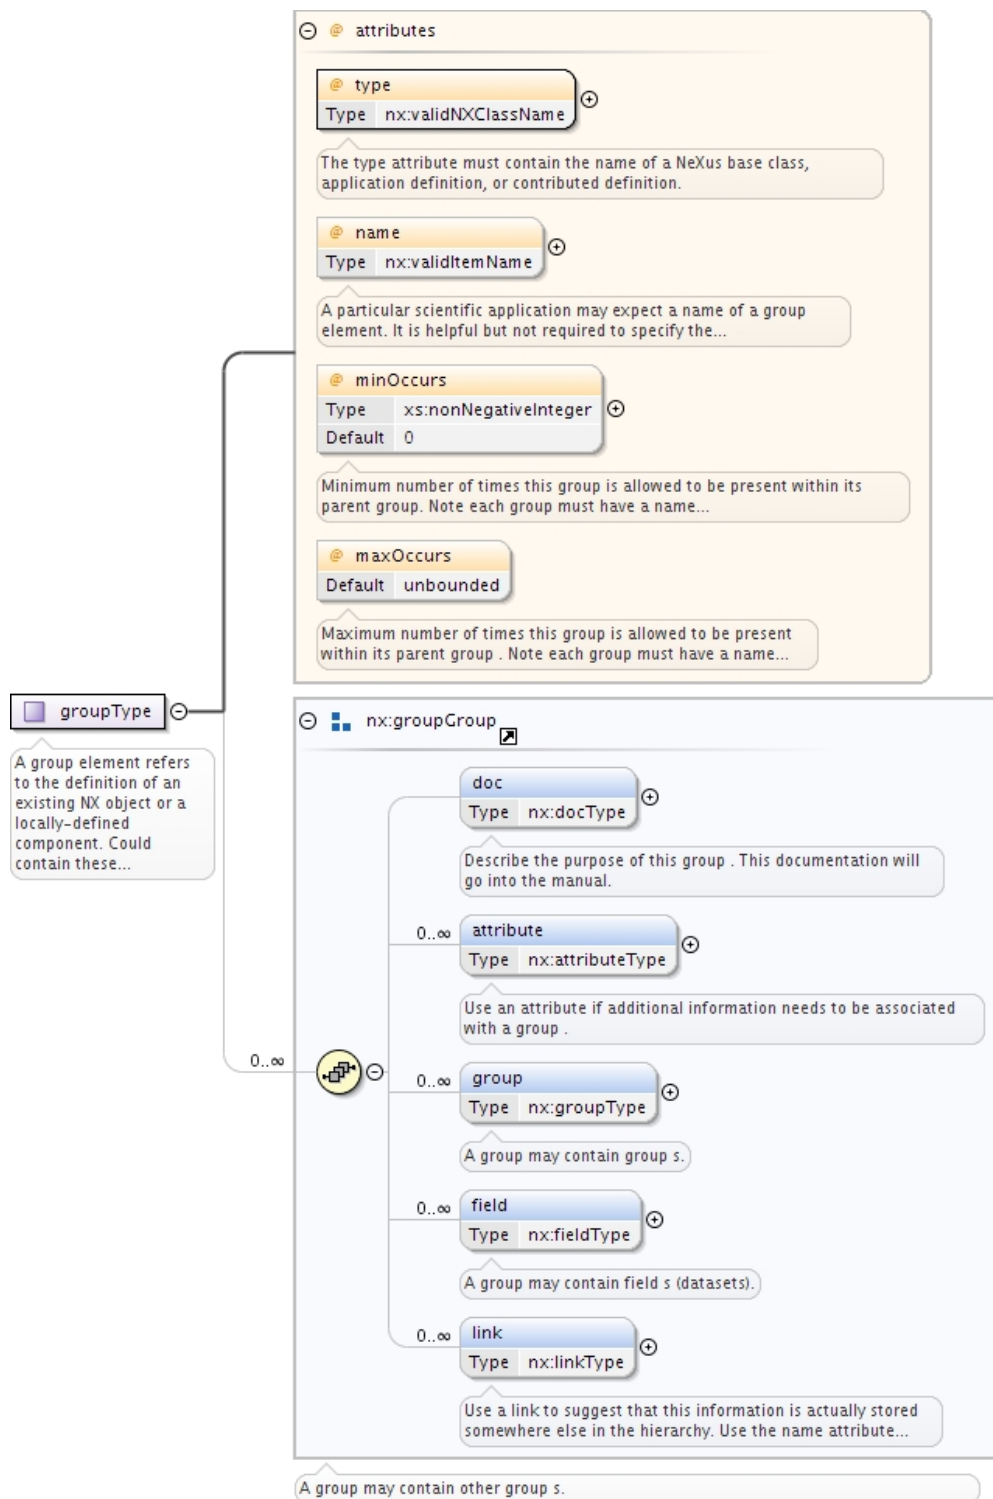 @ attributes
@ type
Type nx:validNXClassName
The type attribute must contain the name of a NeXus base class,
application definition, or contributed definition.
@ name
Type nx:validItemName
A particular scientific application may expect a name of a group
element. It is helpful but not required to specify the...
@ minOccurs
Type xs:nonNegativeInteger
Default 0
Minimum number of times this group is allowed to be present within its
parent group. Note each group must have a name...
@ maxOccurs
Default unbounded
Maximum number of times this group is allowed to be present
within its parent group . Note each group must have a name...
groupType
A group element refers
to the definition of an
existing NX object or a
locally-defined
component. Could
contain these...
0..∞
nx:groupGroup
doc
Type nx:docType
Describe the purpose of this group . This documentation will
go into the manual.
0..∞ attribute
Type nx:attributeType
Use an attribute if additional information needs to be associated
with a group .
0..∞ group
Type nx:groupType
A group may contain group s.
0..∞ field
Type nx:fieldType
A group may contain field s (datasets).
0..∞ link
Type nx:linkType
Use a link to suggest that this information is actually stored
somewhere else in the hierarchy. Use the name attribute...
A group may contain other group s.